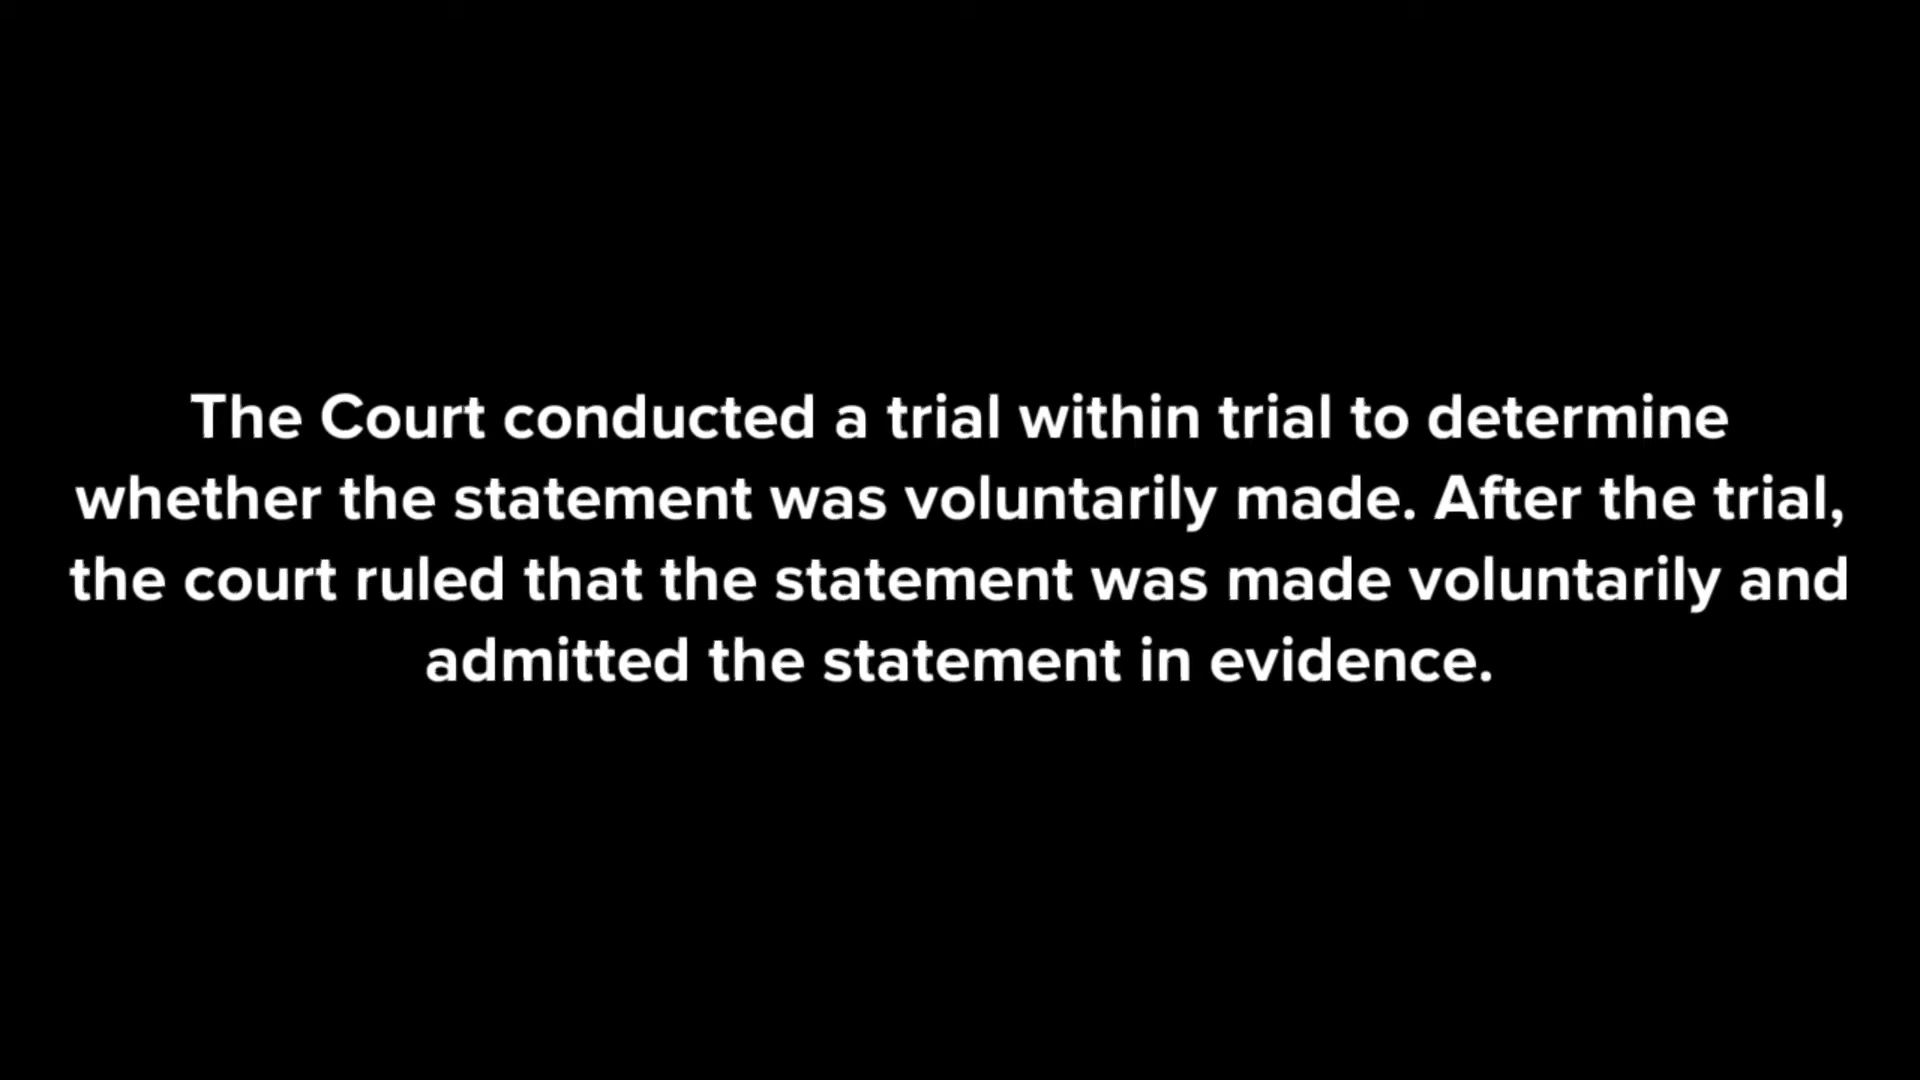 The Court conducted a trial within trial to determine
whether the statement was voluntarily made. After the trial,
the court ruled that the statement was made voluntarily and
admitted the statement in evidence.